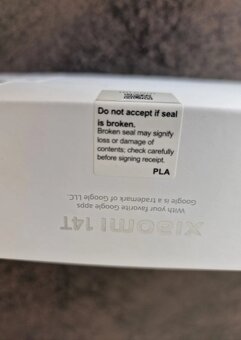 Do not accept if seal
is broken.
Broken seal may signify
loss or damage of
contents; check carefully
before signing receipt.
PLA
XIAOMI 14T
With your favorite Google apps
Google is a trademark of Google LLC.